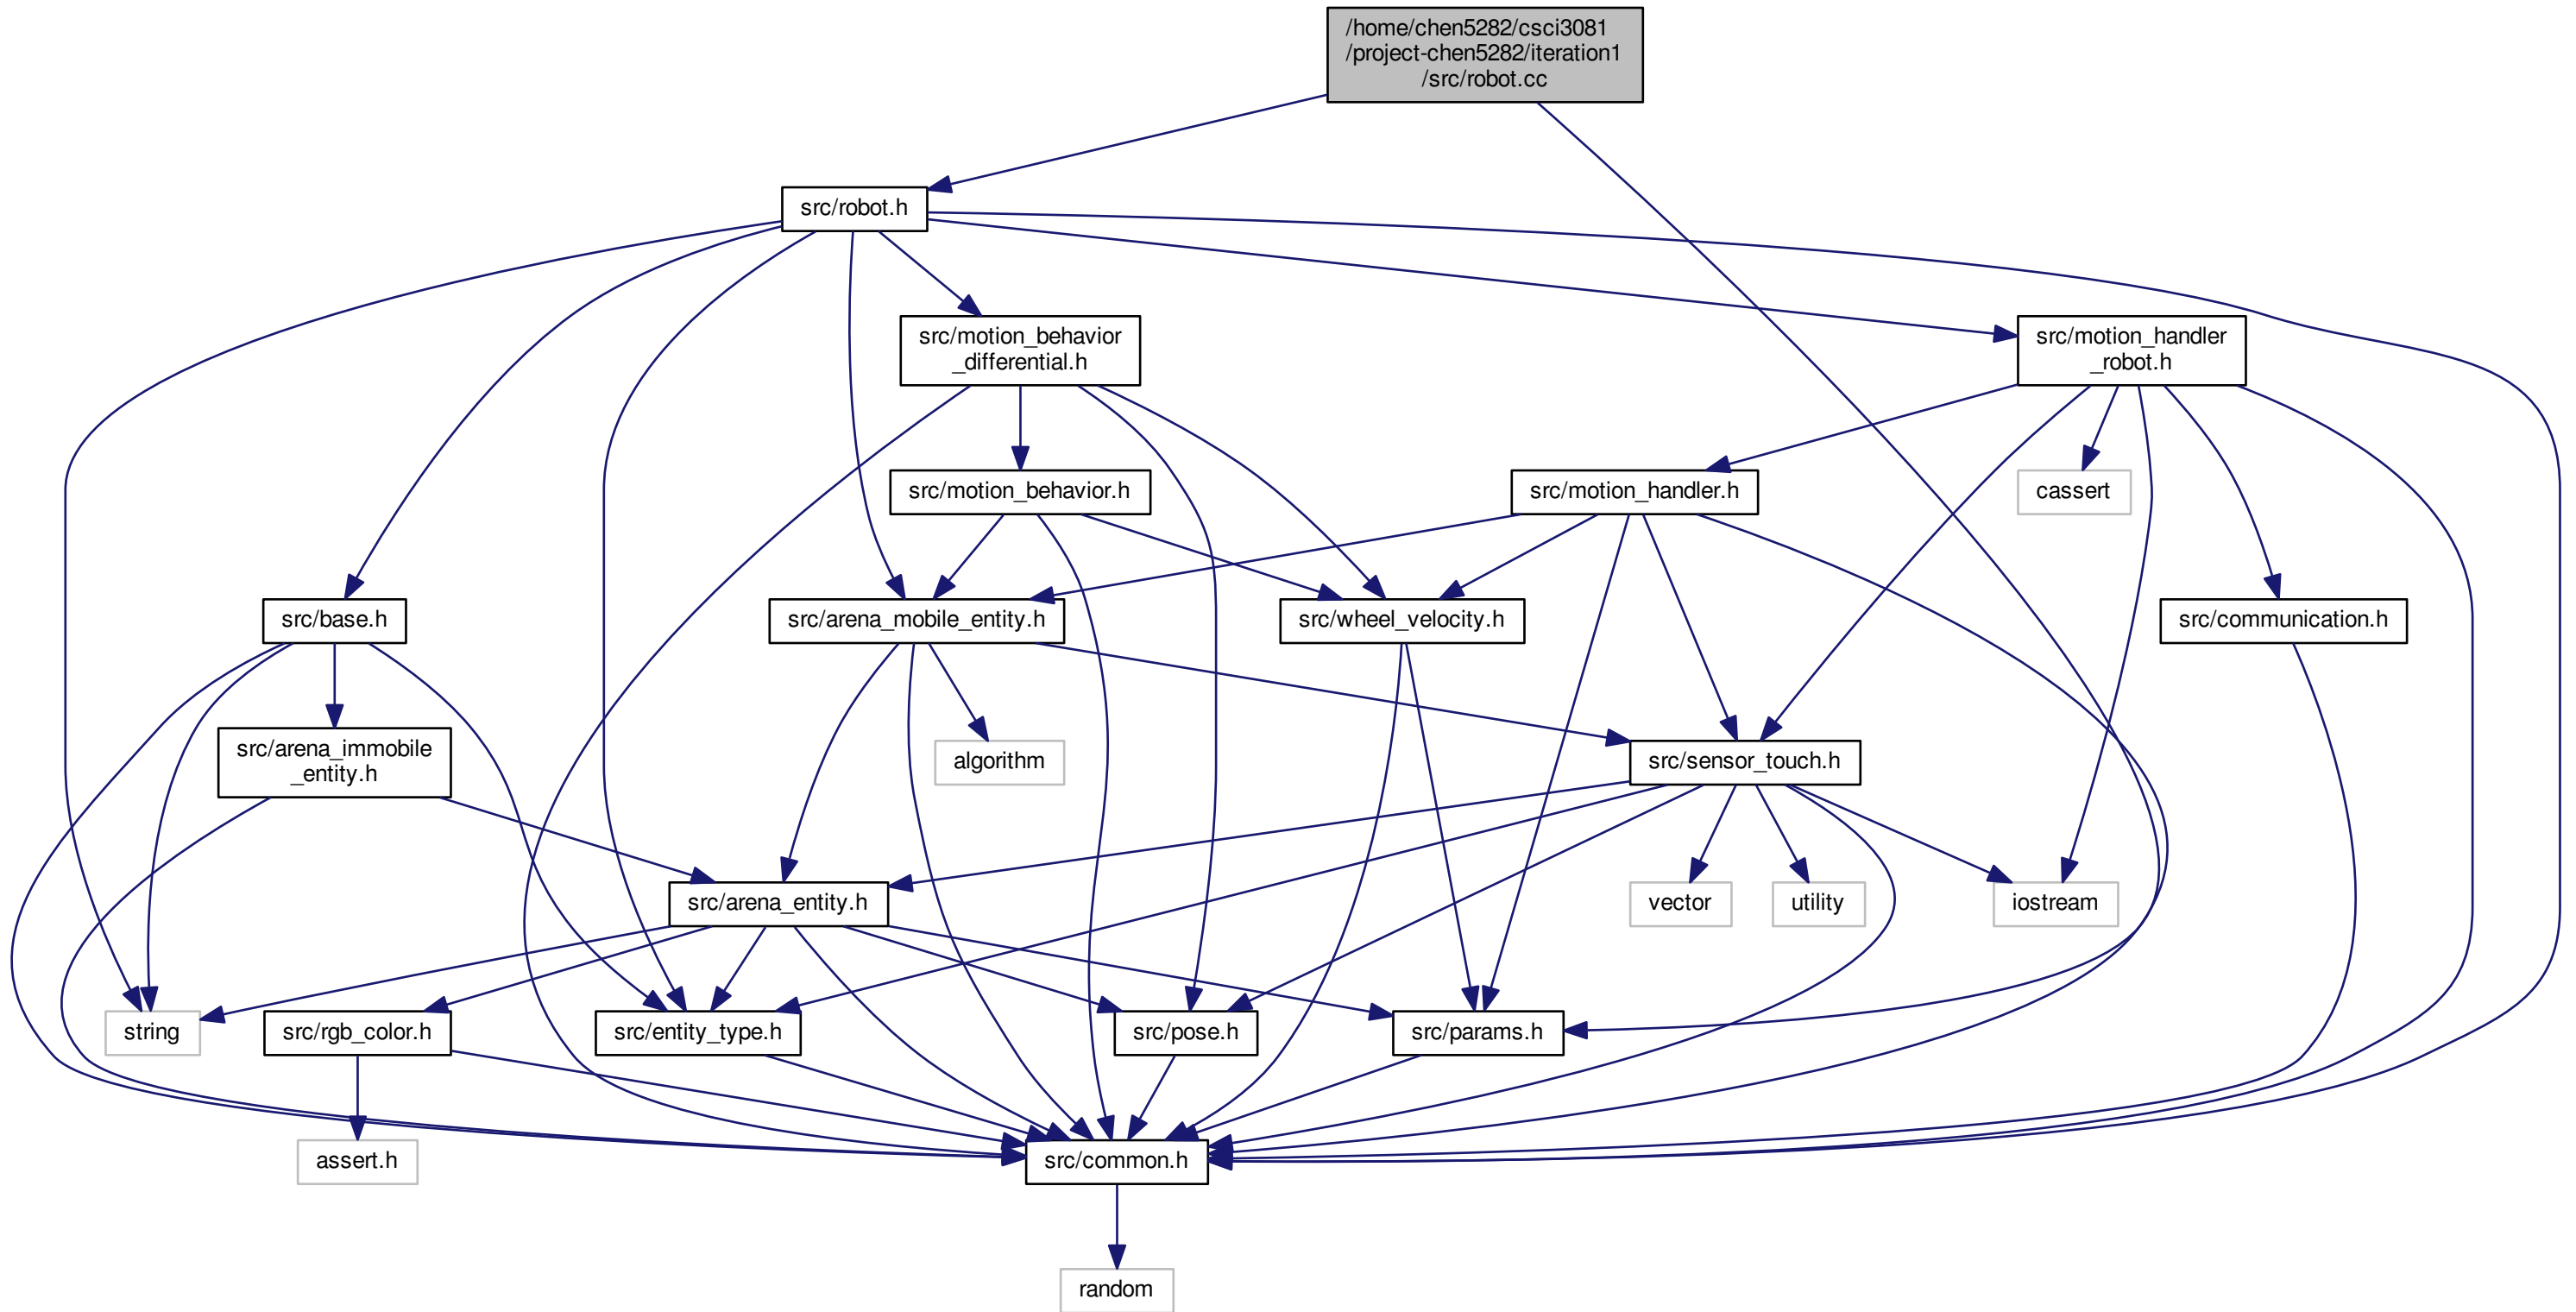 /home/chen5282/csci3081
/project-chen5282/iteration1
/src/robot.cc
src/robot.h
src/motion_behavior
_differential.h
src/motion_handler
_robot.h
src/motion_behavior.h
src/motion_handler.h
cassert
src/base.h
src/arena_mobile_entity.h
src/wheel_velocity.h
src/communication.h
src/arena_immobile
_entity.h
algorithm
src/sensor_touch.h
src/arena_entity.h
vector
utility
iostream
string
src/rgb_color.h
src/entity_type.h
src/pose.h
src/params.h
assert.h
src/common.h
random